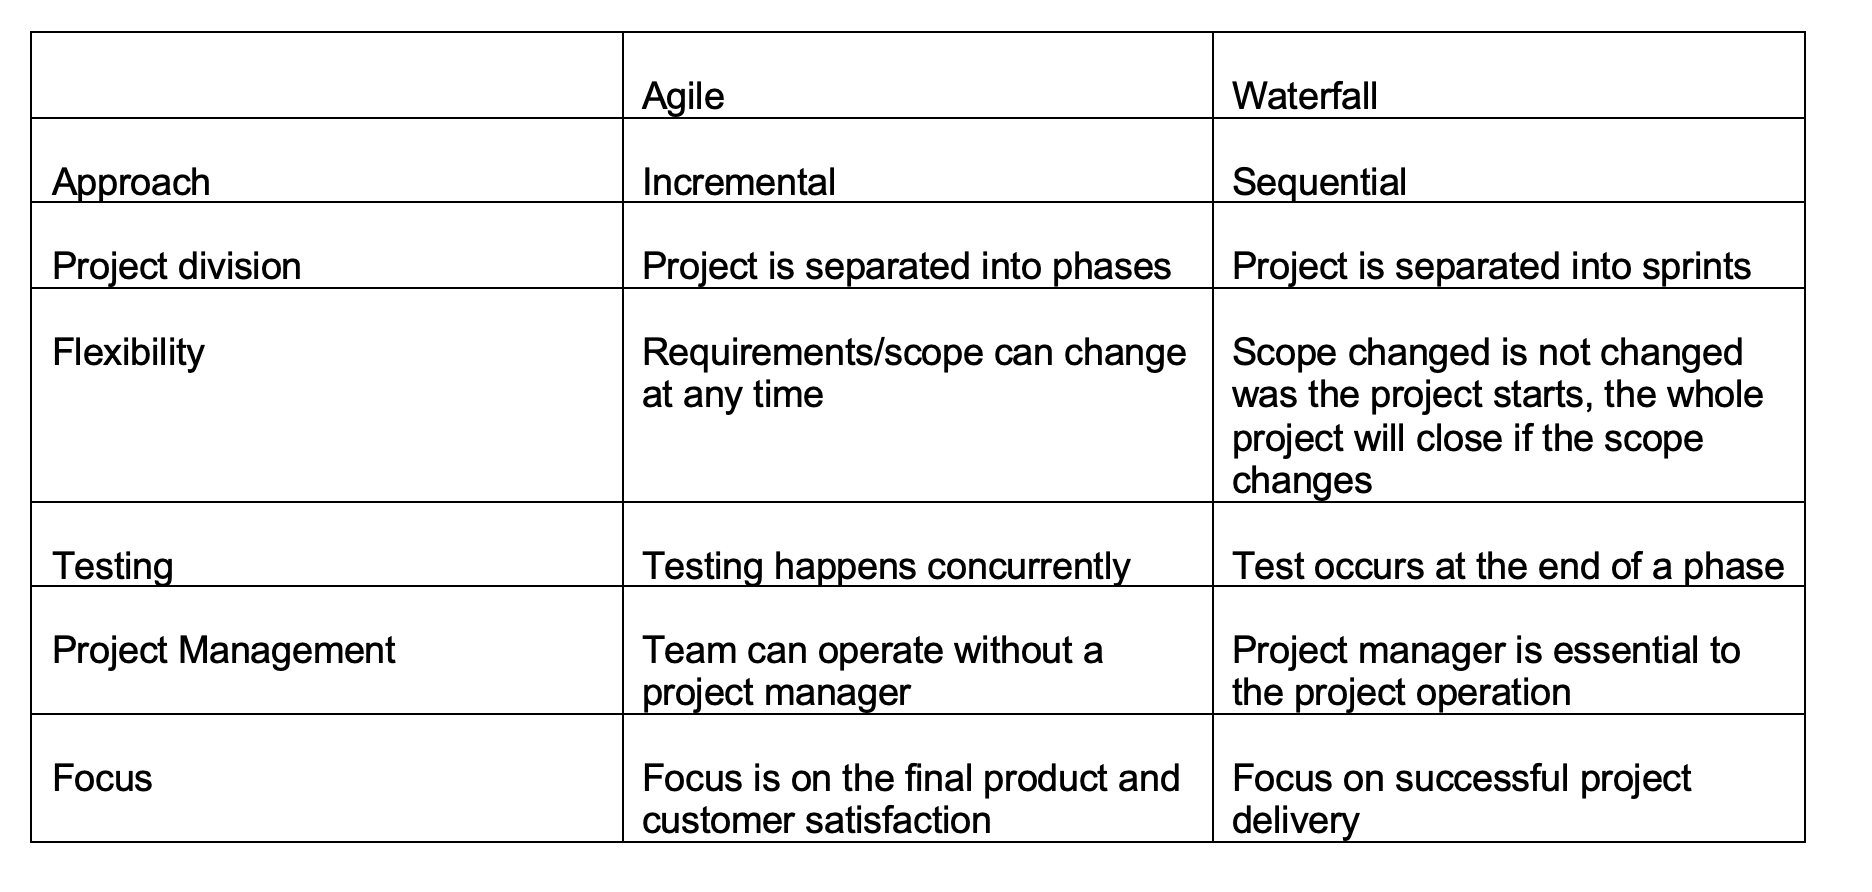 Agile
Waterfall
Approach
Incremental
Sequential
Project division
Project is separated into phases
Project is separated into sprints
Flexibility
Requirements/scope can change
at any time
Scope changed is not changed
was the project starts, the whole
project will close if the scope
changes
Testing
Testing happens concurrently
Test occurs at the end of a phase
Project Management
Team can operate without a
project manager
Project manager is essential to
the project operation
Focus
Focus is on the final product and
customer satisfaction
Focus on successful project
delivery